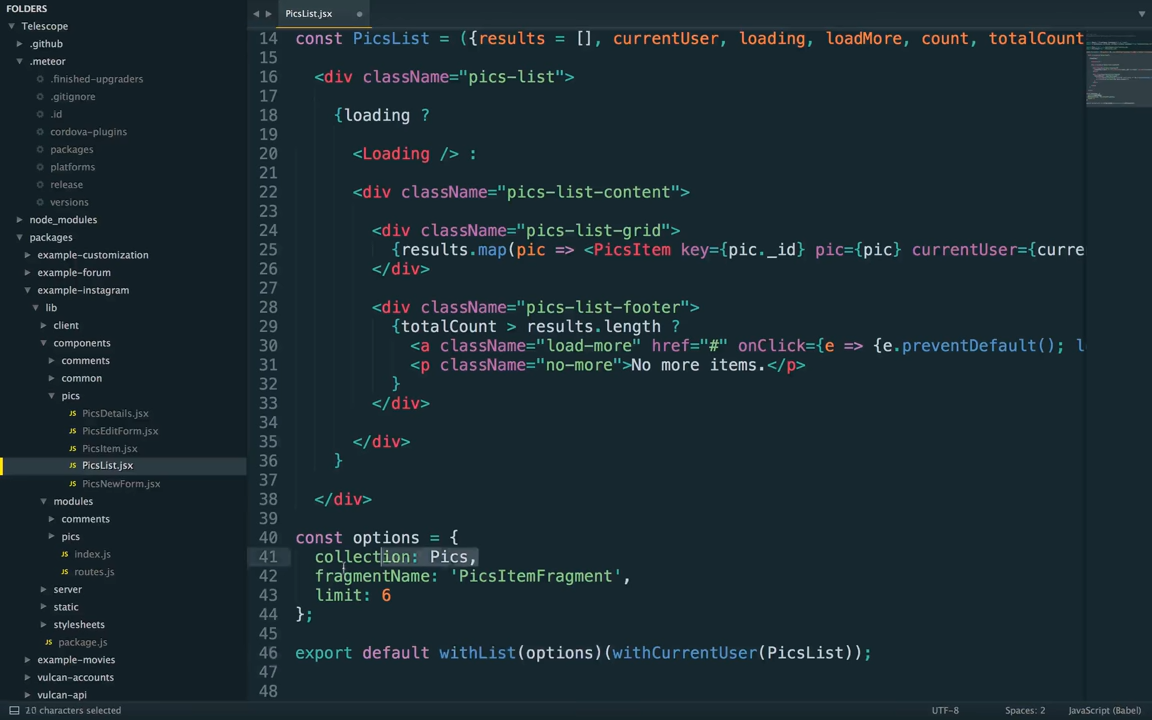 FOLDERS
Telescope
.github
.meteor
.finished-upgraders
.gitignore
.id
cordova-plugins
packages
platforms
release
versions
node_modules
packages
example-customization
example-forum
example-instagram
lib
client
components
comments
common
pics
PicsDetails.jsx
PicsEditForm.jsx
PicsItem.jsx
PicsList.jsx
PicsNewForm.jsx
modules
comments
pics
index.js
routes.js
server
static
stylesheets
package.js
example-movies
vulcan-accounts
vulcan-api
PicsList.jsx
14 const PicsList = ({results = [], currentUser, loading, loadMore, count, totalCount
15
16 <div className="pics-list">
17
18 {loading ?
19
20 <Loading /> :
21
22 <div className="pics-list-content">
23
24 <div className="pics-list-grid">
25 {results.map(pic => <PicsItem key={pic._id} pic={pic} currentUser={curre
26 </div>
27
28 <div className="pics-list-footer">
29 {totalCount > results.length ?
30 <a className="load-more" href="#" onClick={e => {e.preventDefault(); l
31 <p className="no-more">No more items.</p>
32 }
33 </div>
34
35 </div>
36 }
37
38 </div>
39
40 const options = {
41 collection: Pics,
42 fragmentName: 'PicsItemFragment',
43 limit: 6
44 };
45
46 export default withList(options)(withCurrentUser(PicsList));
47
48
20 characters selected
UTF-8
Spaces: 2
JavaScript (Babel)